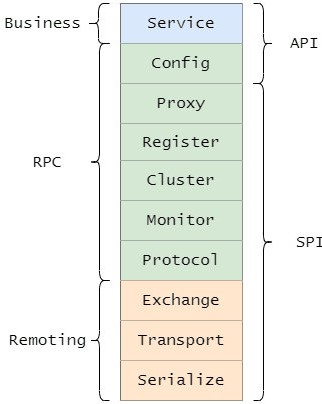 Business
Service
API
Config
Proxy
Register
RPC
Cluster
Monitor
SPI
Protocol
Exchange
Remoting
Transport
Serialize